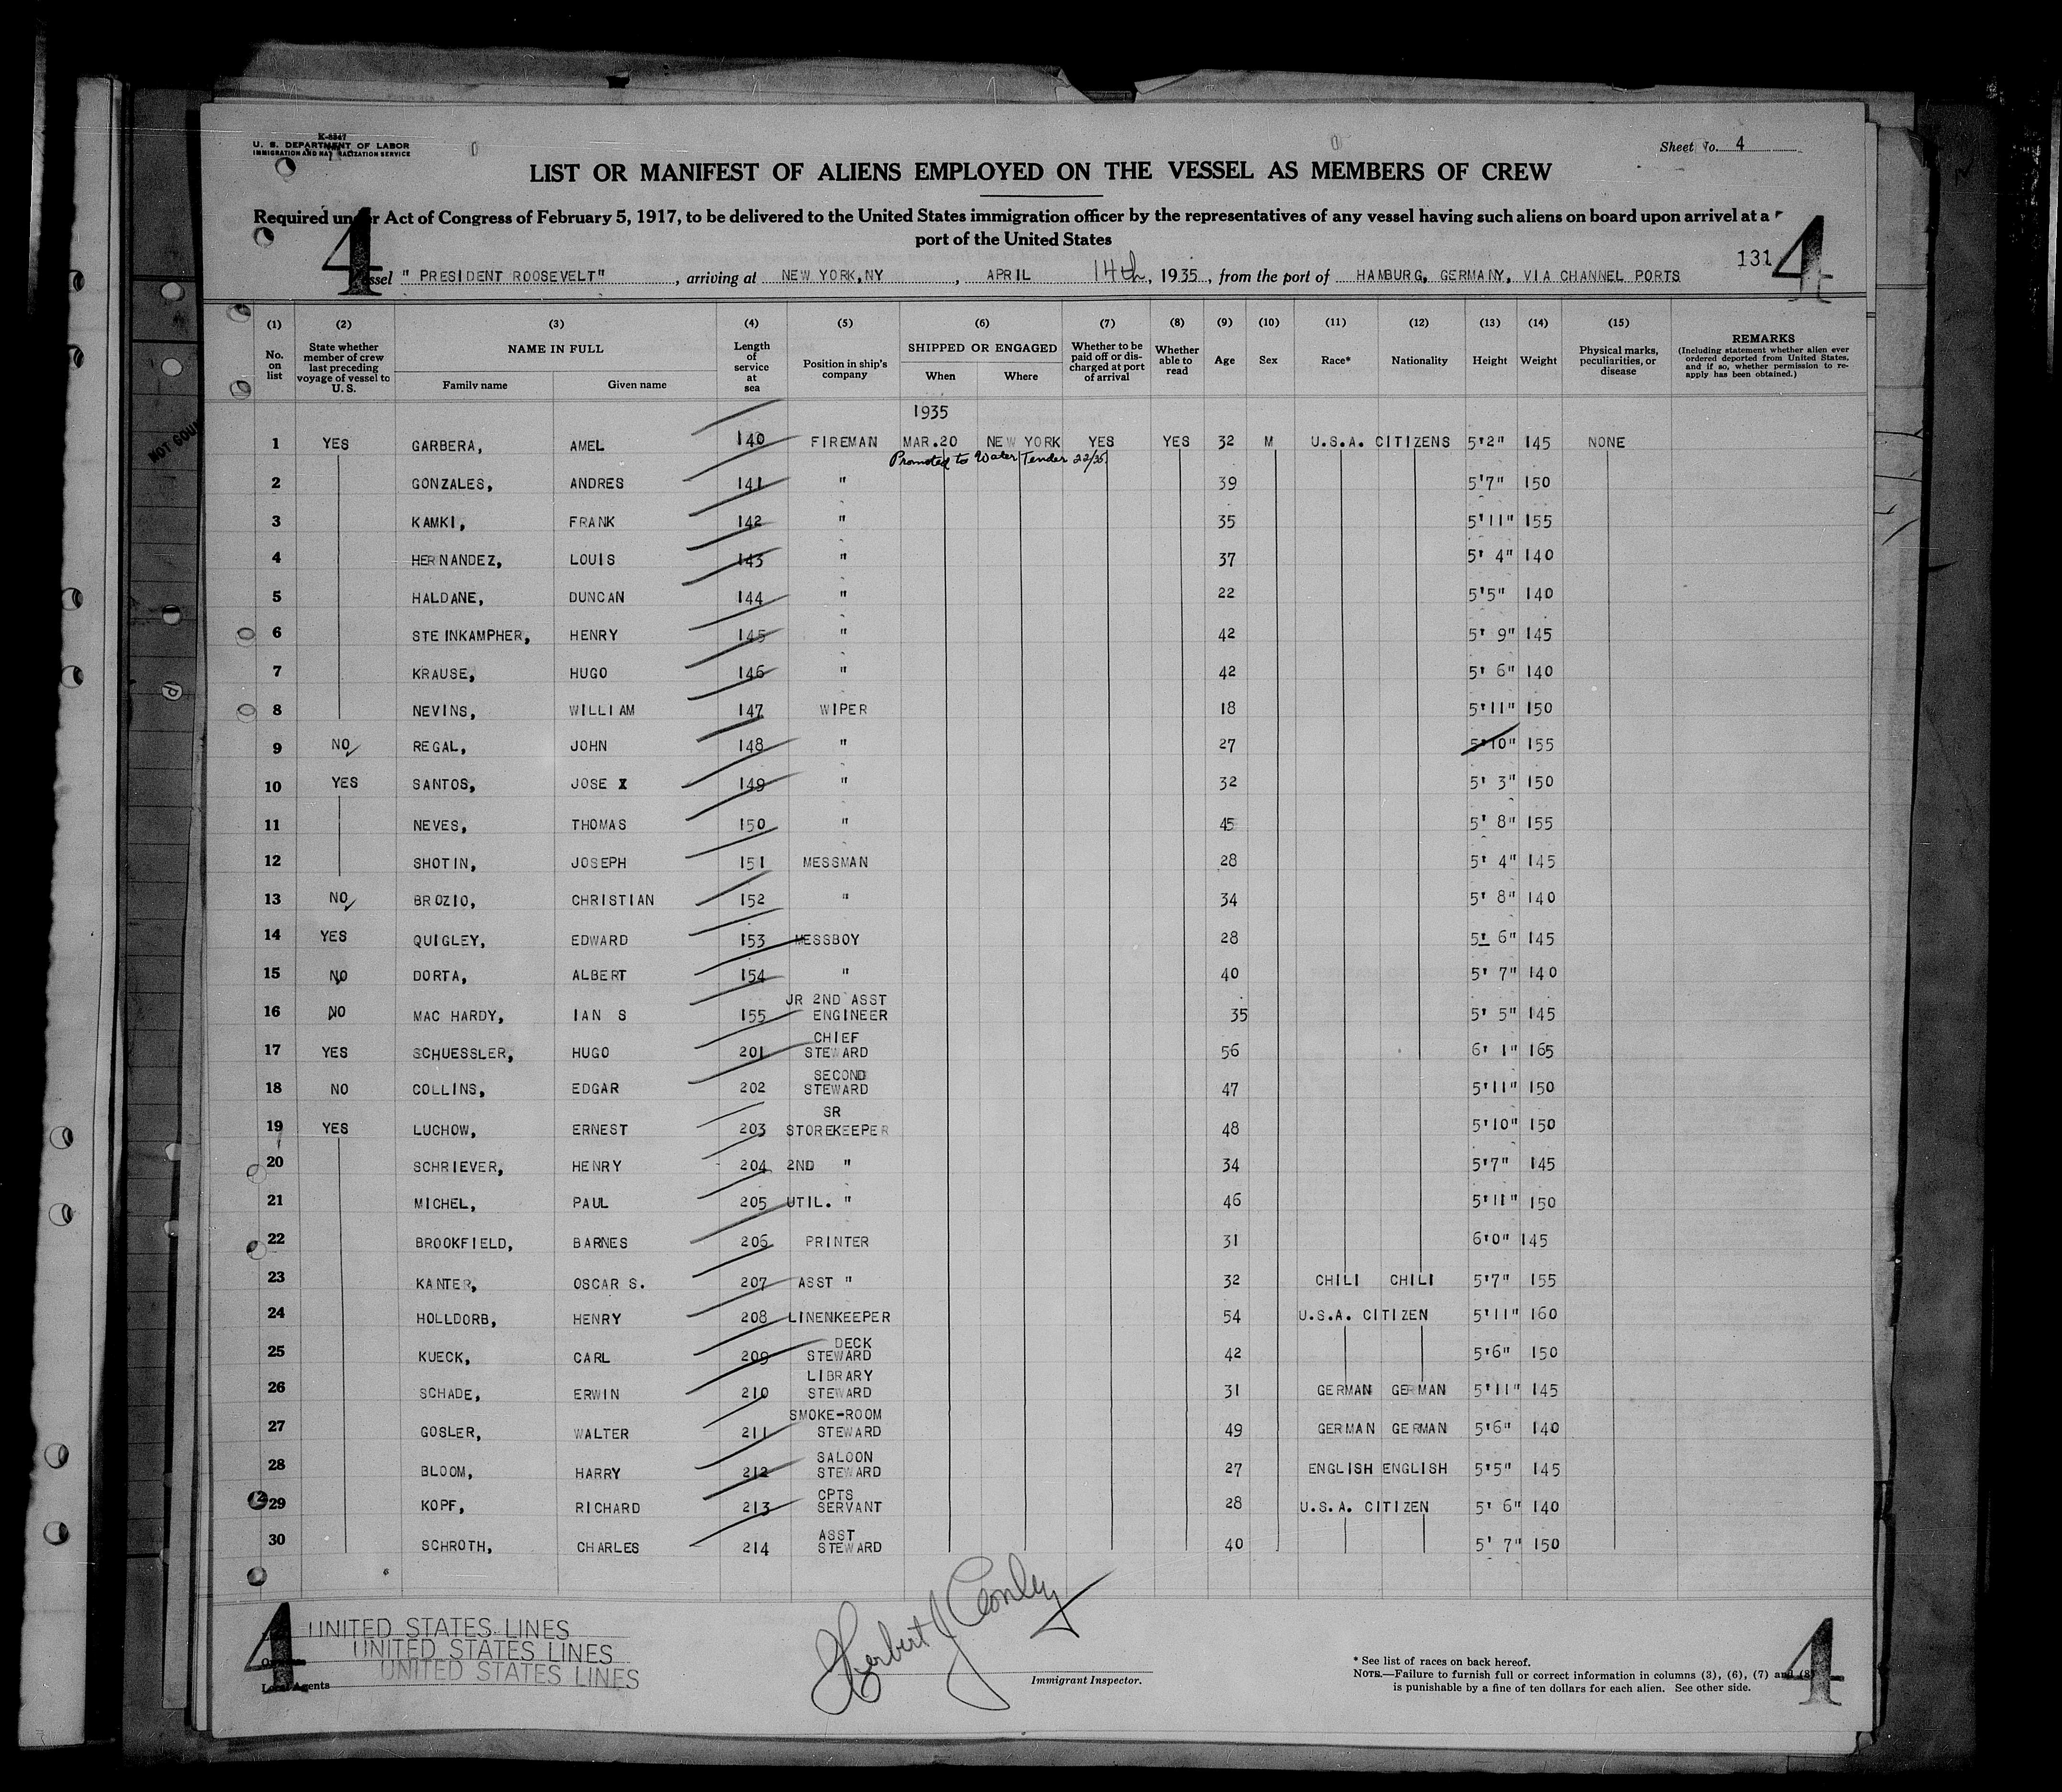 K-8347
U. S. DEPARTMENT OF LABOR
IMMIGRATION AND NATURALIZATION SERVICE
Sheet No. 4
LIST OR MANIFEST OF ALIENS EMPLOYED ON THE VESSEL AS MEMBERS OF CREW
Required under Act of Congress of February 5, 1917, to be delivered to the United States immigration officer by the representatives of any vessel having such aliens on board upon arrival at a
port of the United States
4 131 4
Vessel " PRESIDENT ROOSEVELT" , arriving at NEW YORK,NY , APRIL 14th, 1935, from the port of HAMBURG, GERMANY, VIA CHANNEL PORTS
(1) No. on list (2) State whether member of crew last preceding voyage of vessel to U. S. (3) NAME IN FULL Family name Given name (4) Length of service at sea (5) Position in ship's company (6) SHIPPED OR ENGAGED When Where (7) Whether to be paid off or discharged at port of arrival (8) Whether able to read (9) Age (10) Sex (11) Race* (12) Nationality (13) Height (14) Weight (15) Physical marks, peculiarities, or disease REMARKS (Including statement whether alien ever ordered deported from United States, and if so, whether permission to reapply has been obtained.)
1935
1 YES GARBERA, AMEL 140 FIREMAN MAR.20 NEW YORK YES YES 32 M U.S.A. CITIZENS 5'2" 145 NONE
Promoted to Water Tender 22/35
2 GONZALES, ANDRES 141 " 39 5'7" 150
3 KAMKI, FRANK 142 " 35 5'11" 155
4 HERNANDEZ, LOUIS 143 " 37 5' 4" 140
5 HALDANE, DUNCAN 144 " 22 5'5" 140
6 STEINKAMPHER, HENRY 145 " 42 5' 9" 145
7 KRAUSE, HUGO 146 " 42 5' 6" 140
8 NEVINS, WILLIAM 147 WIPER 18 5'11" 150
9 NO REGAL, JOHN 148 " 27 5'10" 155
10 YES SANTOS, JOSE X 149 " 32 5' 3" 150
11 NEVES, THOMAS 150 " 45 5' 8" 155
12 SHOTIN, JOSEPH 151 MESSMAN 28 5' 4" 145
13 NO BROZIO, CHRISTIAN 152 " 34 5' 8" 140
14 YES QUIGLEY, EDWARD 153 MESSBOY 28 5' 6" 145
15 NO DORTA, ALBERT 154 " 40 5' 7" 140
16 NO MAC HARDY, IAN S 155 JR 2ND ASST ENGINEER 35 5' 5" 145
17 YES SCHUESSLER, HUGO 201 CHIEF STEWARD 56 6' 1" 165
18 NO COLLINS, EDGAR 202 SECOND STEWARD 47 5'11" 150
19 YES LUCHOW, ERNEST 203 SR STOREKEEPER 48 5'10" 150
20 SCHRIEVER, HENRY 204 2ND " 34 5'7" 145
21 MICHEL, PAUL 205 UTIL. " 46 5'11" 150
22 BROOKFIELD, BARNES 206 PRINTER 31 6'0" 145
23 KANTER, OSCAR S. 207 ASST " 32 CHILI CHILI 5'7" 155
24 HOLLDORB, HENRY 208 LINENKEEPER 54 U.S.A. CITIZEN 5'11" 160
25 KUECK, CARL 209 DECK STEWARD 42 5'6" 150
26 SCHADE, ERWIN 210 LIBRARY STEWARD 31 GERMAN GERMAN 5'11" 145
27 GOSLER, WALTER 211 SMOKE-ROOM STEWARD 49 GERMAN GERMAN 5'6" 140
28 BLOOM, HARRY 212 SALOON STEWARD 27 ENGLISH ENGLISH 5'5" 145
29 KOPF, RICHARD 213 CPTS SERVANT 28 U.S.A. CITIZEN 5' 6" 140
30 SCHROTH, CHARLES 214 ASST STEWARD 40 5' 7" 150
4 UNITED STATES LINES
UNITED STATES LINES
UNITED STATES LINES
Local Agents
Herbert J Conley
Immigrant Inspector.
* See list of races on back hereof.
NOTE.—Failure to furnish full or correct information in columns (3), (6), (7) and (8)
is punishable by a fine of ten dollars for each alien. See other side.
4